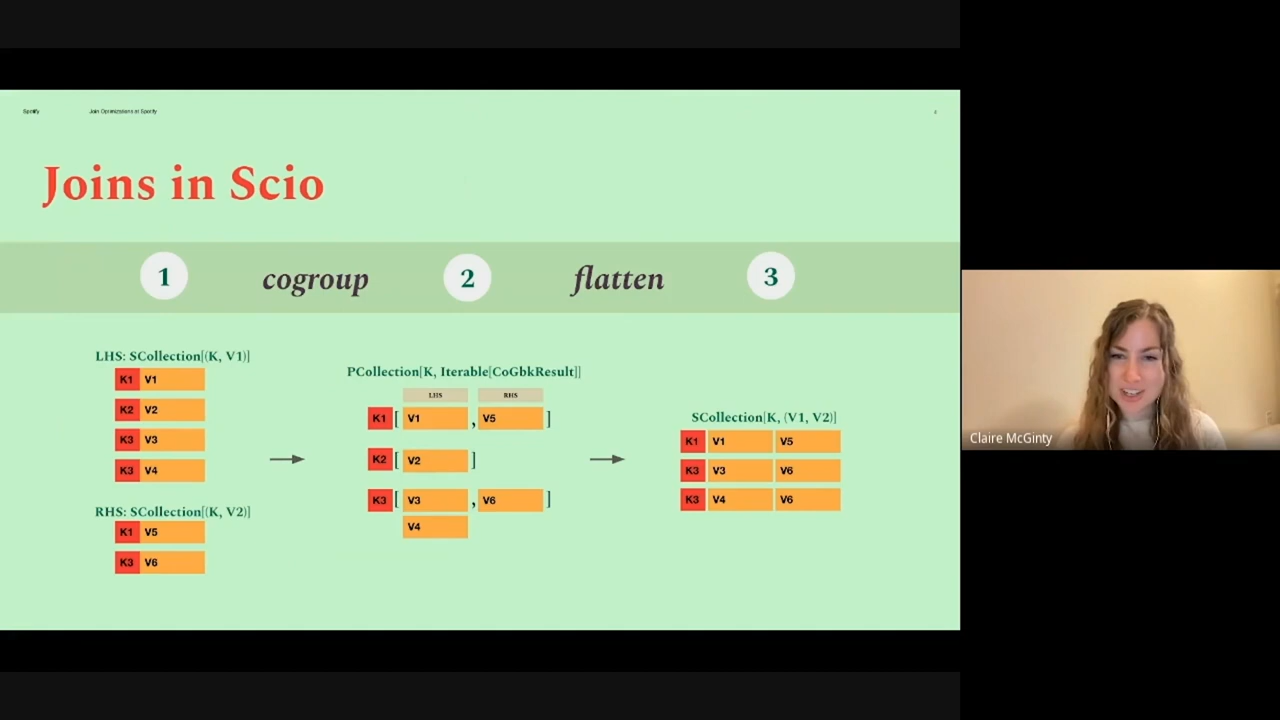 Spotify
Join Optimizations at Spotify
Joins in Scio
1 cogroup 2 flatten 3
LHS: SCollection[(K, V1)]
K1 V1
K2 V2
K3 V3
K3 V4
RHS: SCollection[(K, V2)]
K1 V5
K3 V6
PCollection[K, Iterable[CoGbkResult]]
LHS RHS
K1 [ V1 , V5 ]
K2 [ V2 ]
K3 [ V3 , V6 ]
V4
SCollection[K, (V1, V2)]
K1 V1 V5
K3 V3 V6
K3 V4 V6
Claire McGinty